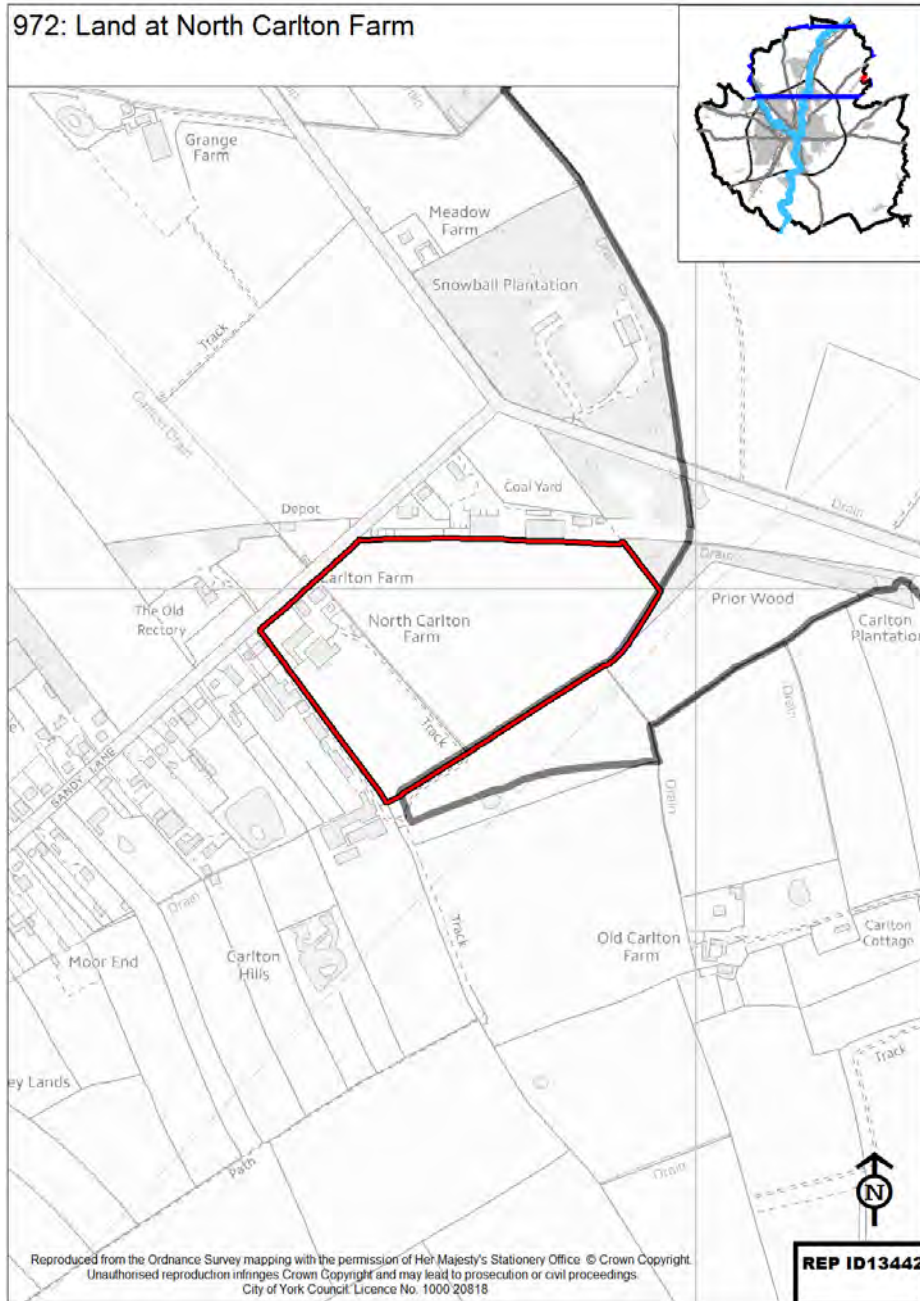 972: Land at North Carlton Farm
Grange
Farm
Meadow
Farm
Drain
Snowball Plantation
Track
Drain
Coal Yard
Depot
Drain
Drain
Carlton Farm
The Old
Rectory
North Carlton
Farm
Prior Wood
Carlton
Plantation
Track
Drain
SANDY LANE
Drain
Drain
Track
Old Carlton
Farm
Carlton
Cottage
Moor End
Carlton
Hills
Track
ey Lands
Path
Drain
N
Reproduced from the Ordnance Survey mapping with the permission of Her Majesty's Stationery Office © Crown Copyright.
Unauthorised reproduction infringes Crown Copyright and may lead to prosecution or civil proceedings
City of York Council. Licence No. 1000 20818
REP ID13442